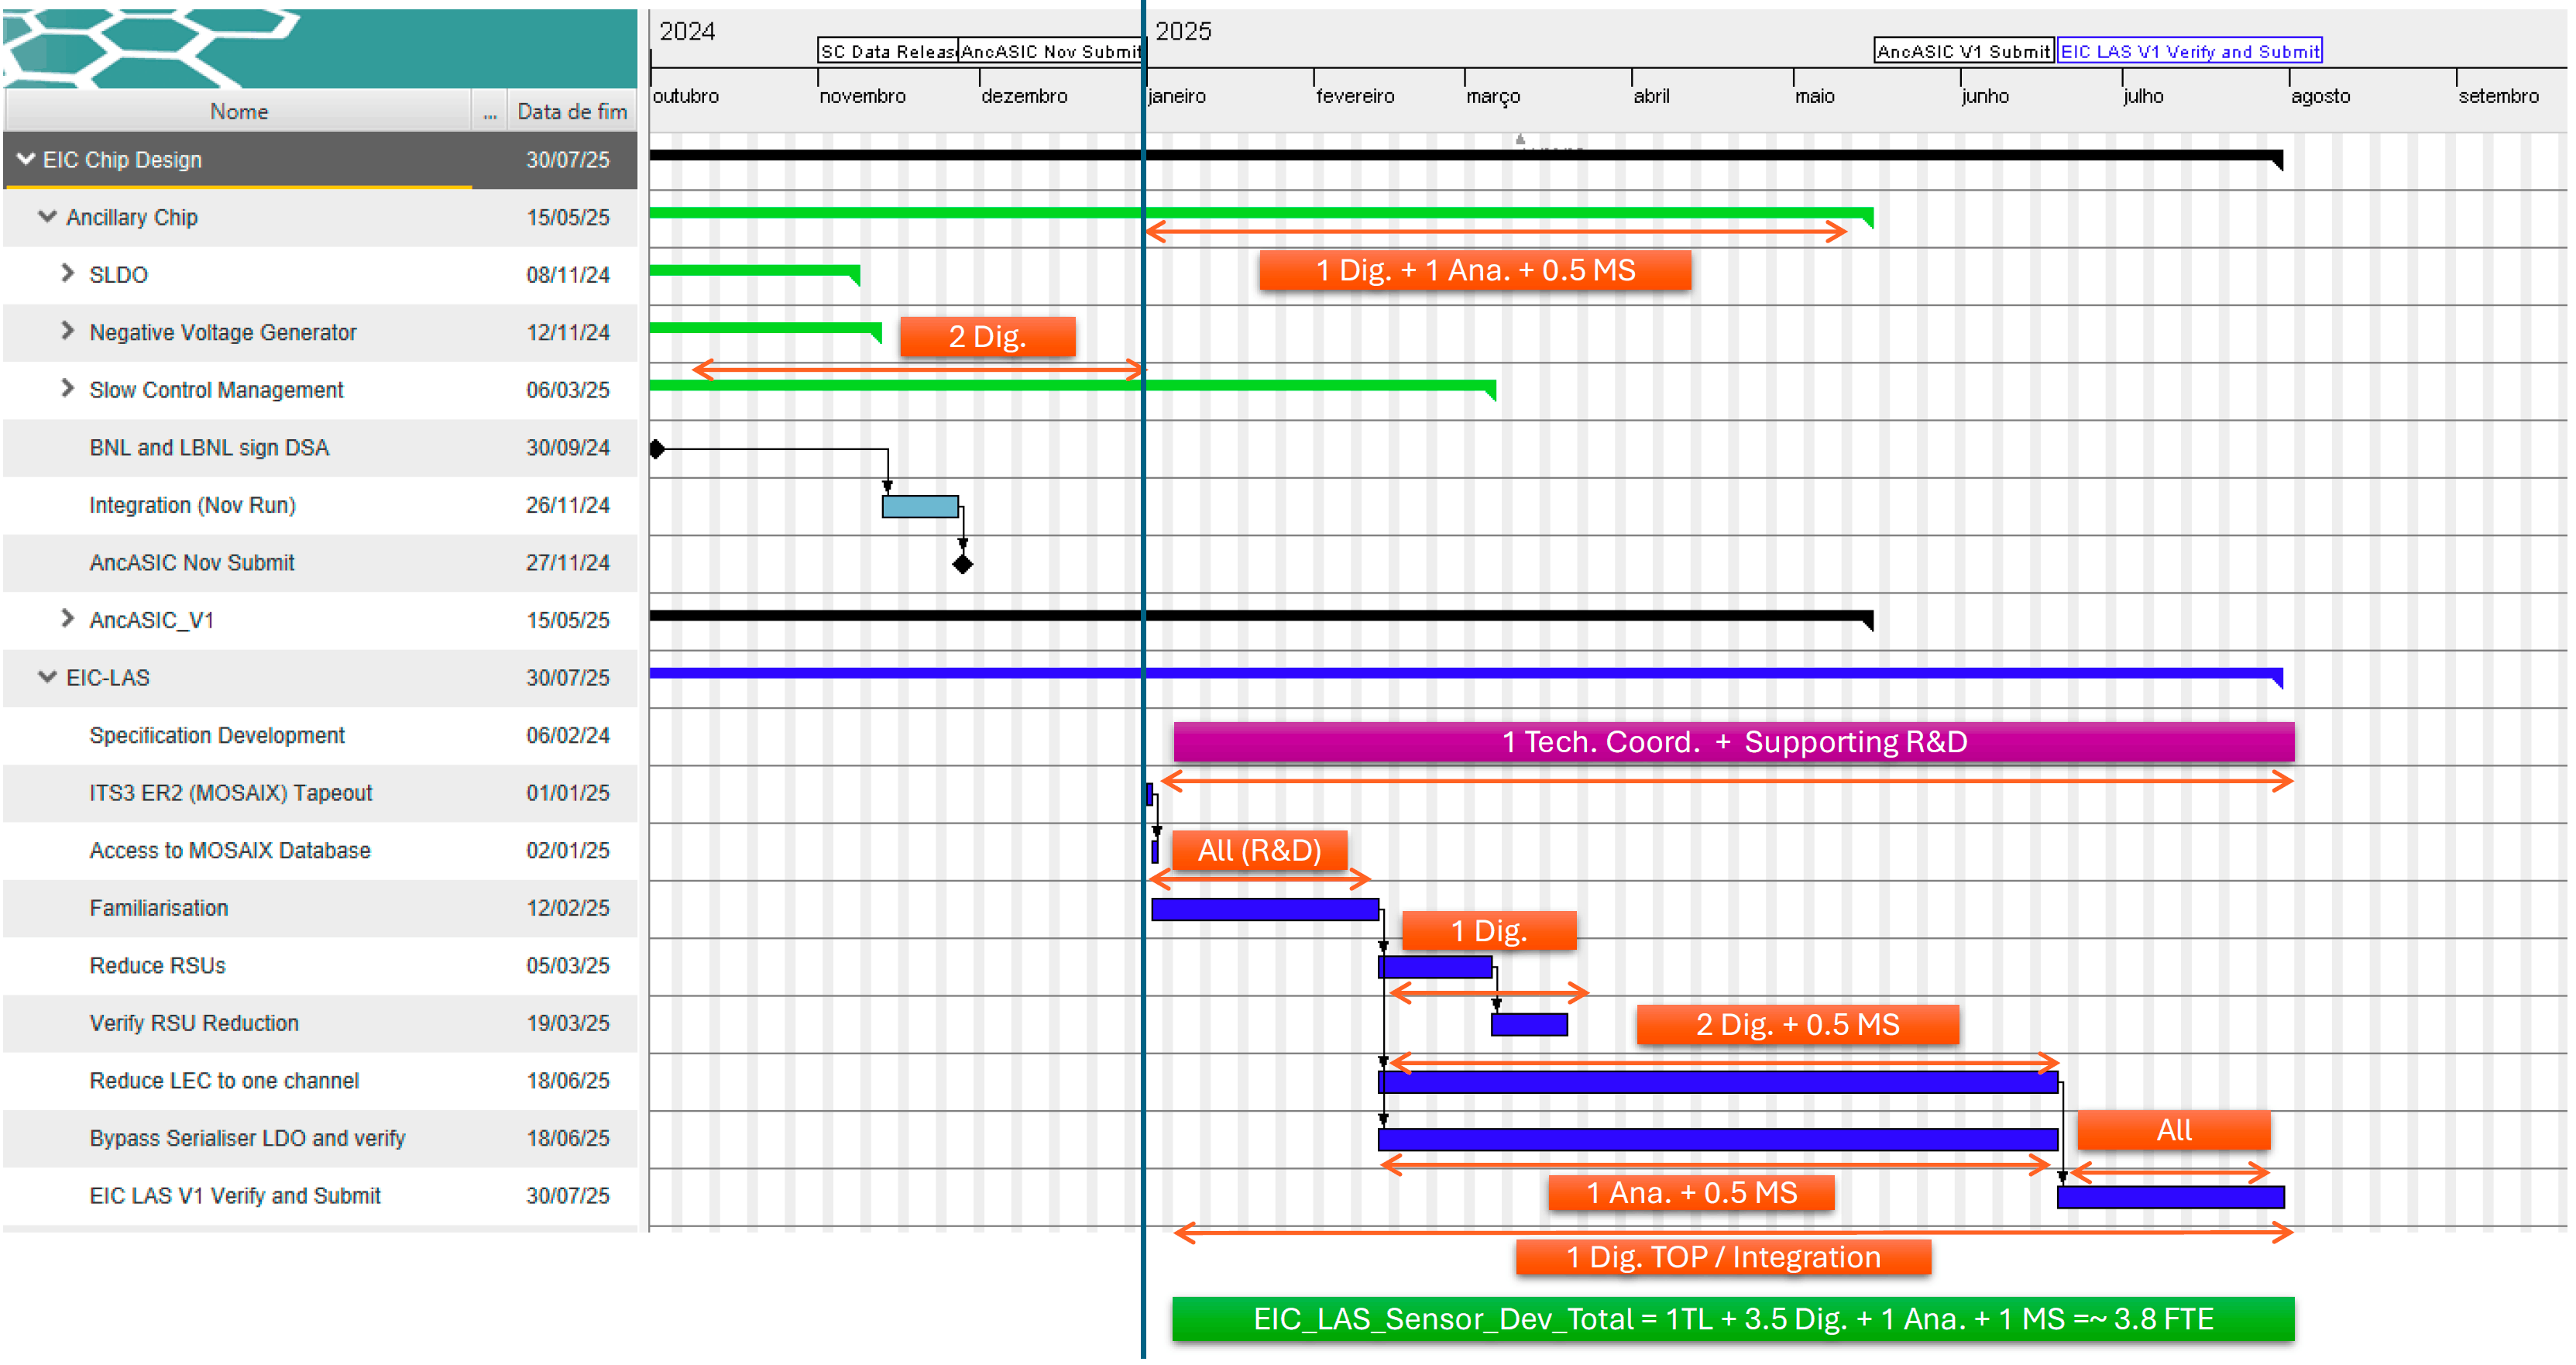 2024
2025
SC Data Releas
AncASIC Nov Submit
AncASIC V1 Submit
EIC LAS V1 Verify and Submit
outubro
novembro
dezembro
janeiro
fevereiro
março
abril
maio
junho
julho
agosto
setembro
Nome ... Data de fim
EIC Chip Design 30/07/25
Ancillary Chip 15/05/25
SLDO 08/11/24
1 Dig. + 1 Ana. + 0.5 MS
Negative Voltage Generator 12/11/24
2 Dig.
Slow Control Management 06/03/25
BNL and LBNL sign DSA 30/09/24
Integration (Nov Run) 26/11/24
AncASIC Nov Submit 27/11/24
AncASIC_V1 15/05/25
EIC-LAS 30/07/25
Specification Development 06/02/24
1 Tech. Coord. + Supporting R&D
ITS3 ER2 (MOSAIX) Tapeout 01/01/25
Access to MOSAIX Database 02/01/25
All (R&D)
Familiarisation 12/02/25
1 Dig.
Reduce RSUs 05/03/25
Verify RSU Reduction 19/03/25
2 Dig. + 0.5 MS
Reduce LEC to one channel 18/06/25
Bypass Serialiser LDO and verify 18/06/25
All
EIC LAS V1 Verify and Submit 30/07/25
1 Ana. + 0.5 MS
1 Dig. TOP / Integration
EIC_LAS_Sensor_Dev_Total = 1TL + 3.5 Dig. + 1 Ana. + 1 MS =~ 3.8 FTE